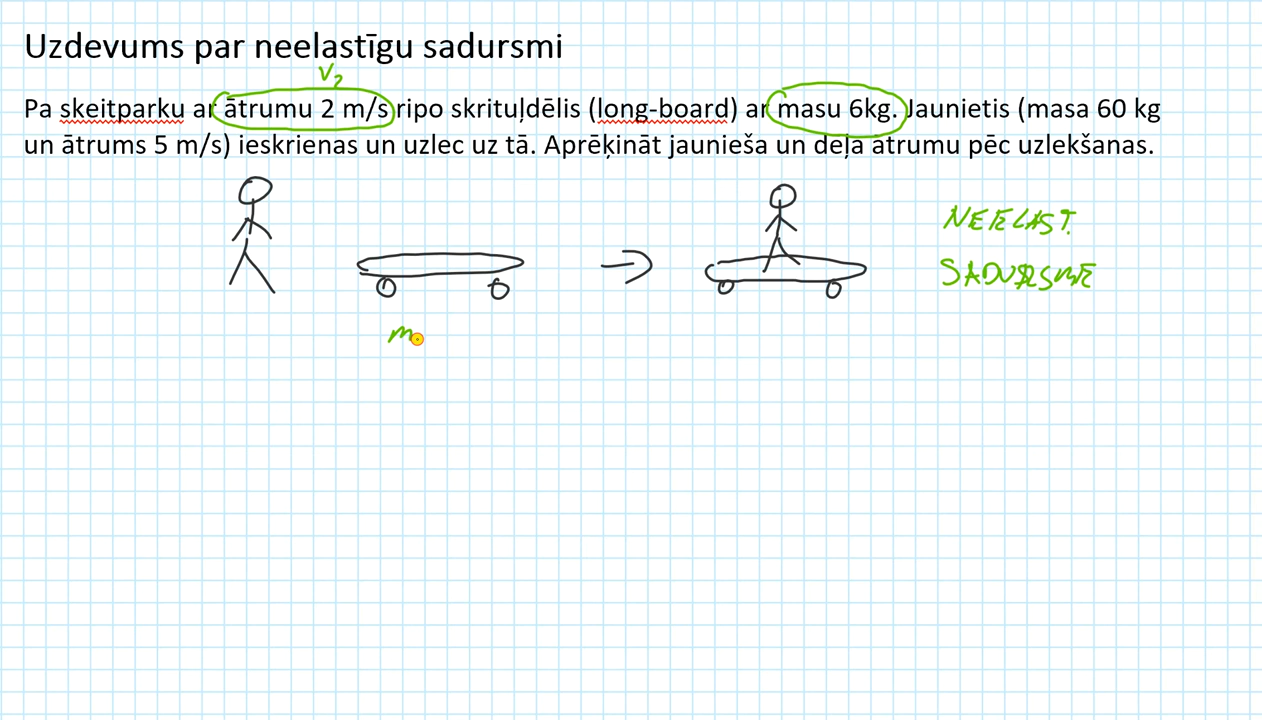 Uzdevums par neelastīgu sadursmi
V2
Pa skeitparku ar ātrumu 2 m/s ripo skrituļdēlis (long-board) ar masu 6kg. Jaunietis (masa 60 kg
un ātrums 5 m/s) ieskrienas un uzlec uz tā. Aprēķināt jaunieša un deļa ātrumu pēc uzlekšanas.
NEELAST.
SADURSME
m